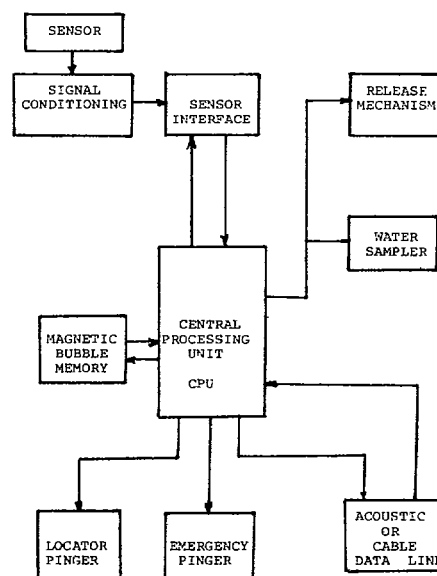 SENSOR
SIGNAL
CONDITIONING
SENSOR
INTERFACE
RELEASE
MECHANISM
WATER
SAMPLER
CENTRAL
PROCESSING
UNIT
CPU
MAGNETIC
BUBBLE
MEMORY
LOCATOR
PINGER
EMERGENCY
PINGER
ACOUSTIC
OR
CABLE
DATA LINK